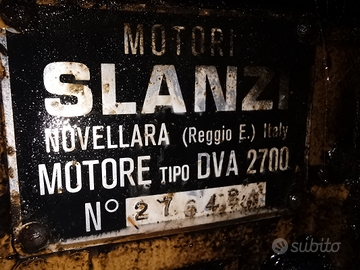 MOTORI
SLANZI
NOVELLARA (Reggio E.) Italy
MOTORE TIPO DVA 2700
N°
subito